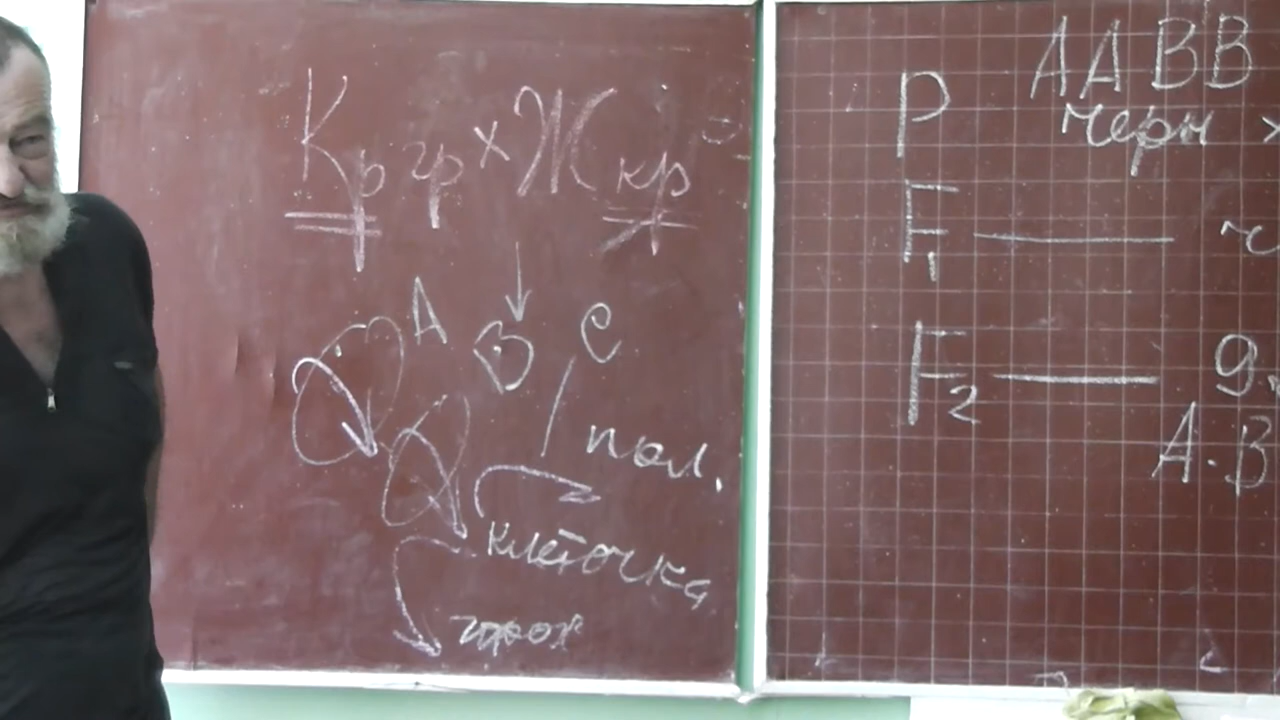 Кр гр × Ж кр
А В С
пол.
клеточка
горох
P ААВВ
черн ×
F₁ — ч
F₂ — 9
А.В